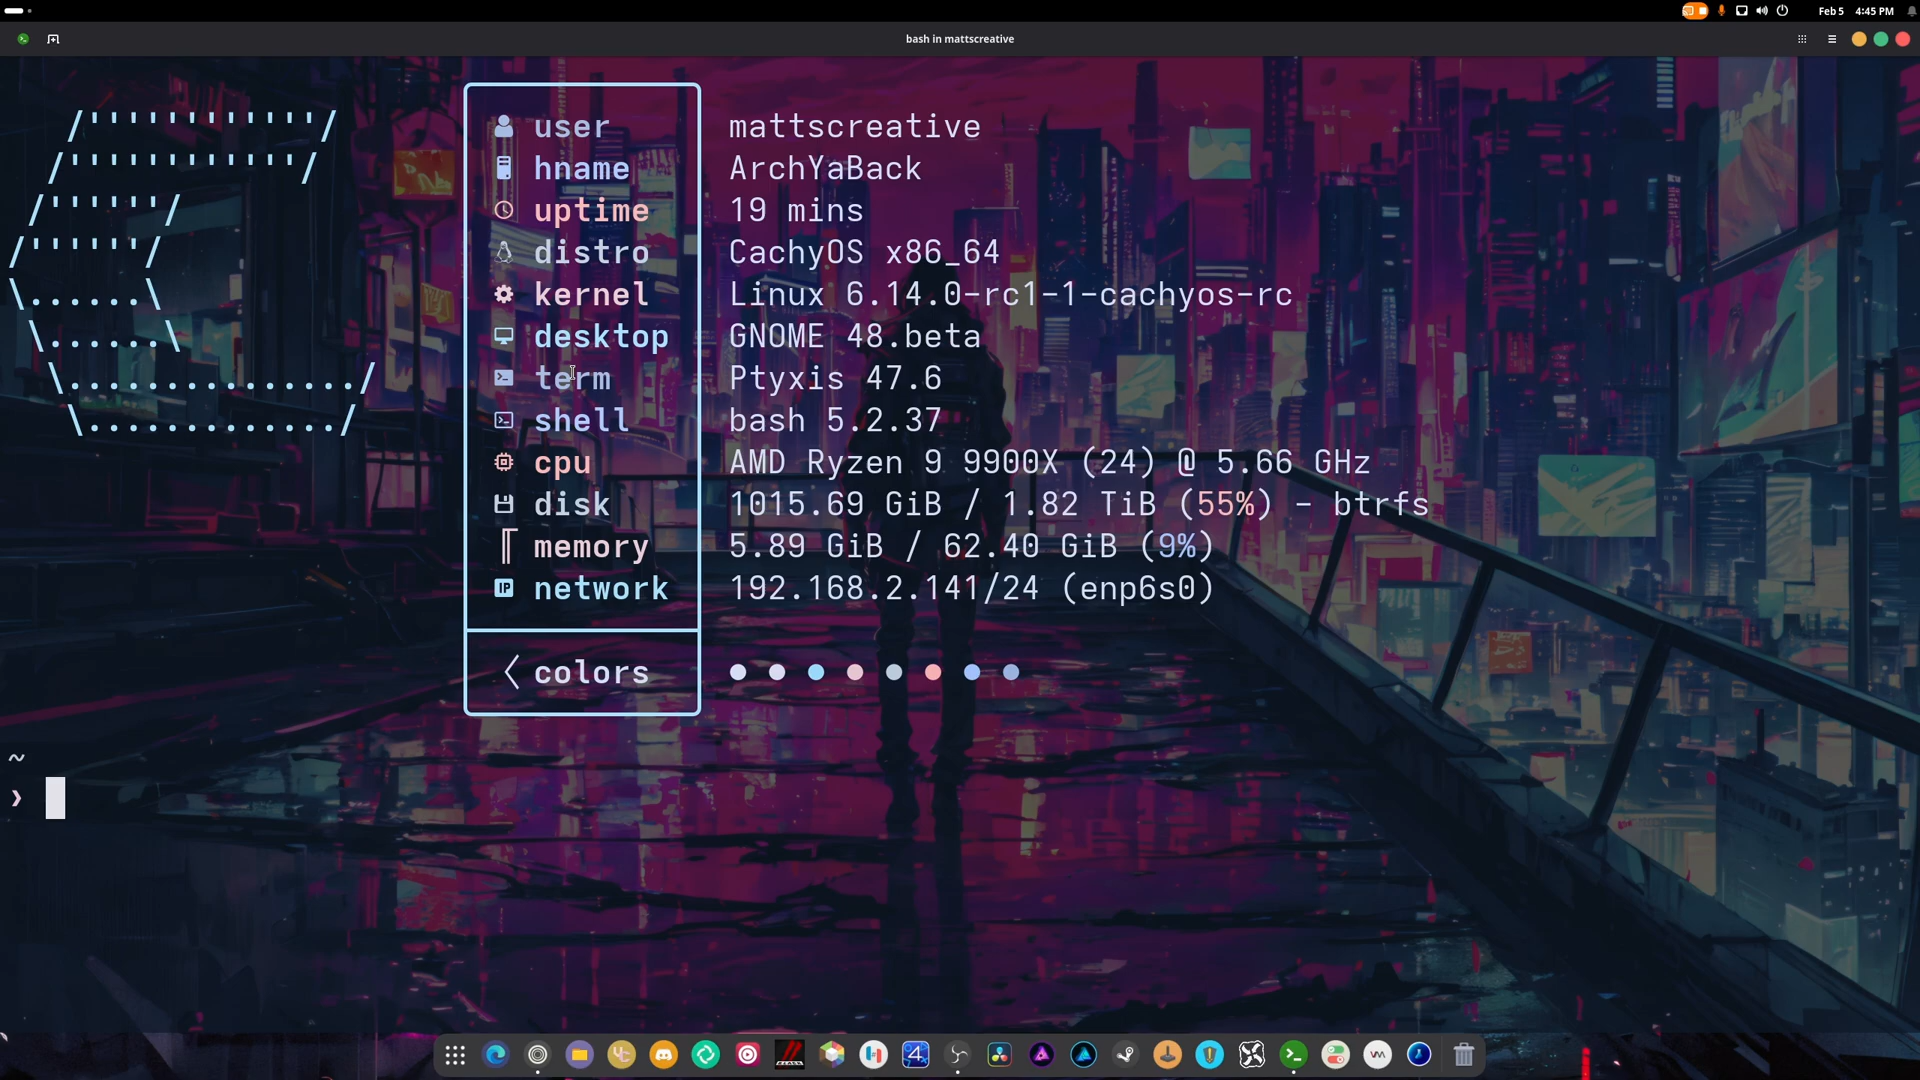 Feb 5 4:45 PM
bash in mattscreative
user mattscreative
hname ArchYaBack
uptime 19 mins
distro CachyOS x86_64
kernel Linux 6.14.0-rc1-1-cachyos-rc
desktop GNOME 48.beta
term Ptyxis 47.6
shell bash 5.2.37
cpu AMD Ryzen 9 9900X (24) @ 5.66 GHz
disk 1015.69 GiB / 1.82 TiB (55%) - btrfs
memory 5.89 GiB / 62.40 GiB (9%)
IP network 192.168.2.141/24 (enp6s0)
colors
~
❯